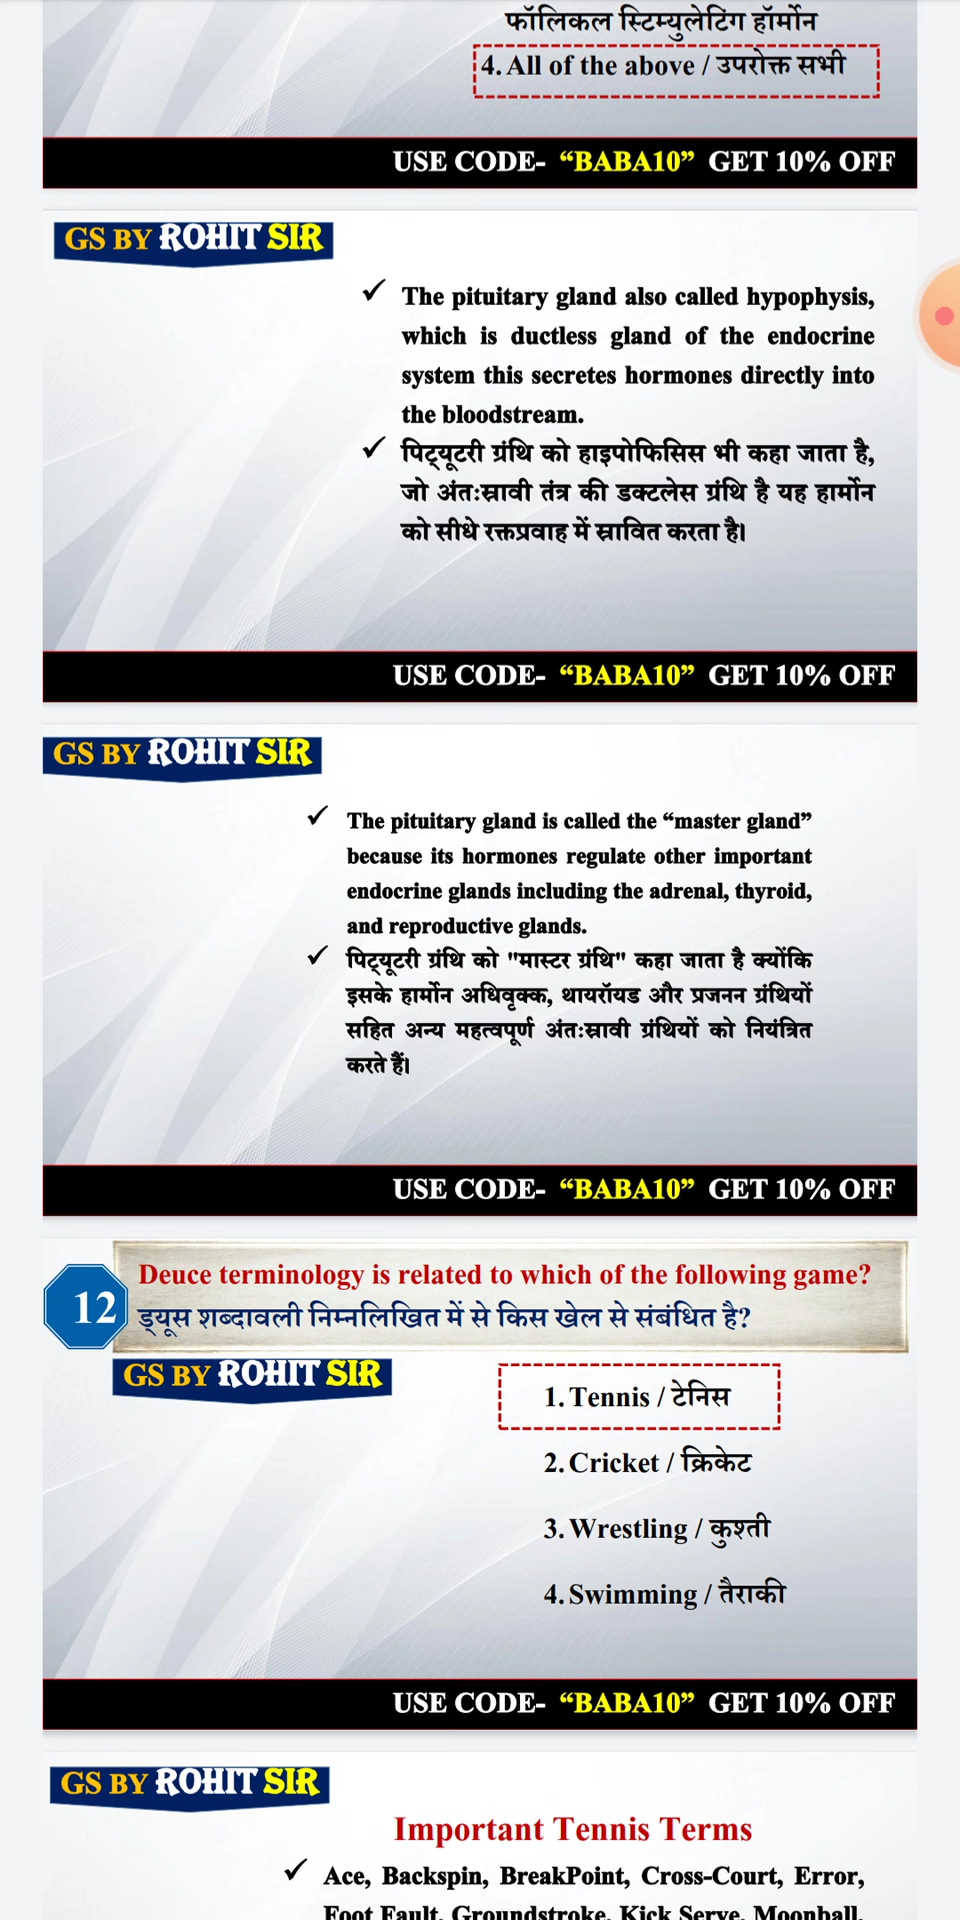 फॉलिकल स्टिम्युलेटिंग हॉर्मोन
4. All of the above / उपरोक्त सभी
USE CODE- “BABA10” GET 10% OFF
GS BY ROHIT SIR
✓ The pituitary gland also called hypophysis,
which is ductless gland of the endocrine
system this secretes hormones directly into
the bloodstream.
✓ पिट्यूटरी ग्रंथि को हाइपोफिसिस भी कहा जाता है,
जो अंतःस्रावी तंत्र की डक्टलेस ग्रंथि है यह हार्मोन
को सीधे रक्तप्रवाह में स्रावित करता है।
USE CODE- “BABA10” GET 10% OFF
GS BY ROHIT SIR
✓ The pituitary gland is called the “master gland”
because its hormones regulate other important
endocrine glands including the adrenal, thyroid,
and reproductive glands.
✓ पिट्यूटरी ग्रंथि को "मास्टर ग्रंथि" कहा जाता है क्योंकि
इसके हार्मोन अधिवृक्क, थायरॉयड और प्रजनन ग्रंथियों
सहित अन्य महत्वपूर्ण अंतःस्रावी ग्रंथियों को नियंत्रित
करते हैं।
USE CODE- “BABA10” GET 10% OFF
12
Deuce terminology is related to which of the following game?
ड्यूस शब्दावली निम्नलिखित में से किस खेल से संबंधित है?
GS BY ROHIT SIR
1. Tennis / टेनिस
2. Cricket / क्रिकेट
3. Wrestling / कुश्ती
4. Swimming / तैराकी
USE CODE- “BABA10” GET 10% OFF
GS BY ROHIT SIR
Important Tennis Terms
✓ Ace, Backspin, BreakPoint, Cross-Court, Error,
Foot Fault, Groundstroke, Kick Serve, Moonball,